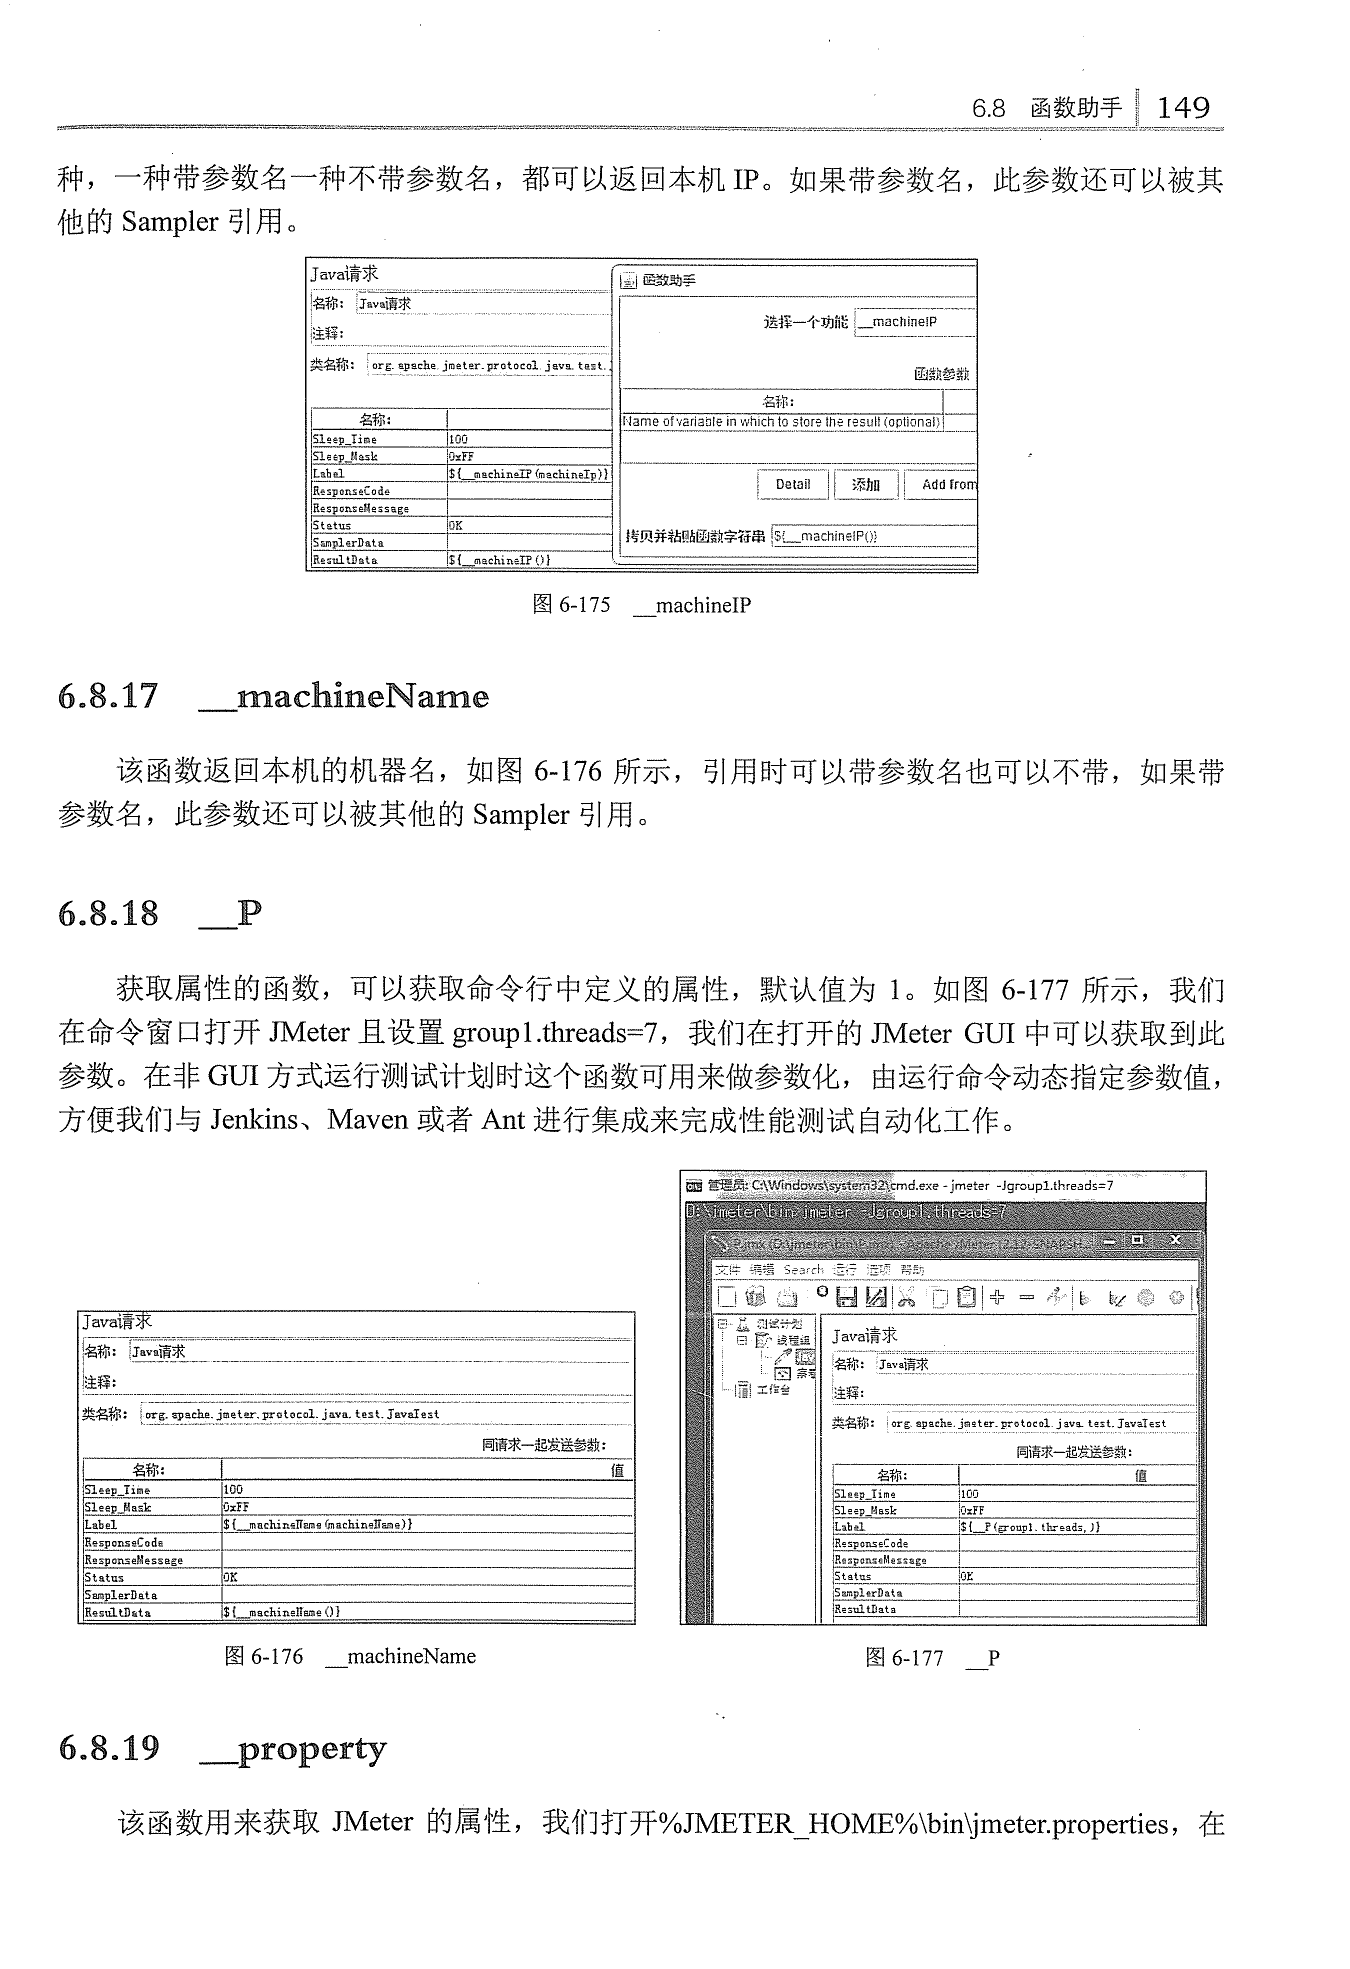 6.8 函数助手 149
种，一种带参数名一种不带参数名，都可以返回本机 IP。如果带参数名，此参数还可以被其
他的 Sampler 引用。
Java请求
名称： Java请求
注释：
类名称： org.apache.jmeter.protocol.java.test.
名称：
Sleep_Time 100
Sleep_Mask 0xFF
Label ${__machineIP(machineIp)}
ResponseCode
ResponseMessage
Status OK
SamplerData
ResultData ${__machineIP()}
函数助手
选择一个功能 __machineIP
函数参数
名称：
Name of variable in which to store the result (optional)
Detail 添加 Add from
拷贝并粘贴函数字符串 ${__machineIP()}
图 6-175 __machineIP
6.8.17 __machineName
该函数返回本机的机器名，如图 6-176 所示，引用时可以带参数名也可以不带，如果带
参数名，此参数还可以被其他的 Sampler 引用。
6.8.18 __P
获取属性的函数，可以获取命令行中定义的属性，默认值为 1。如图 6-177 所示，我们
在命令窗口打开 JMeter 且设置 group1.threads=7，我们在打开的 JMeter GUI 中可以获取到此
参数。在非 GUI 方式运行测试计划时这个函数可用来做参数化，由运行命令动态指定参数值，
方便我们与 Jenkins、Maven 或者 Ant 进行集成来完成性能测试自动化工作。
Java请求
名称： Java请求
注释：
类名称： org.apache.jmeter.protocol.java.test.JavaTest
同请求一起发送参数：
名称： 值
Sleep_Time 100
Sleep_Mask 0xFF
Label ${__machineName(machineName)}
ResponseCode
ResponseMessage
Status OK
SamplerData
ResultData ${__machineName()}
图 6-176 __machineName
管理员: C:\Windows\system32\cmd.exe - jmeter -Jgroup1.threads=7
D:\jmeter\bin>jmeter -Jgroup1.threads=7
P.jmx (D:\jmeter\bin\P.jmx) - Apache JMeter (2.12-SNAPSH...
文件 编辑 Search 运行 选项 帮助
测试计划
线程组
工作台
Java请求
名称： Java请求
注释：
类名称： org.apache.jmeter.protocol.java.test.JavaTest
同请求一起发送参数：
名称： 值
Sleep_Time 100
Sleep_Mask 0xFF
Label ${__P(group1.threads,)}
ResponseCode
ResponseMessage
Status OK
SamplerData
ResultData
图 6-177 __P
6.8.19 __property
该函数用来获取 JMeter 的属性，我们打开%JMETER_HOME%\bin\jmeter.properties，在